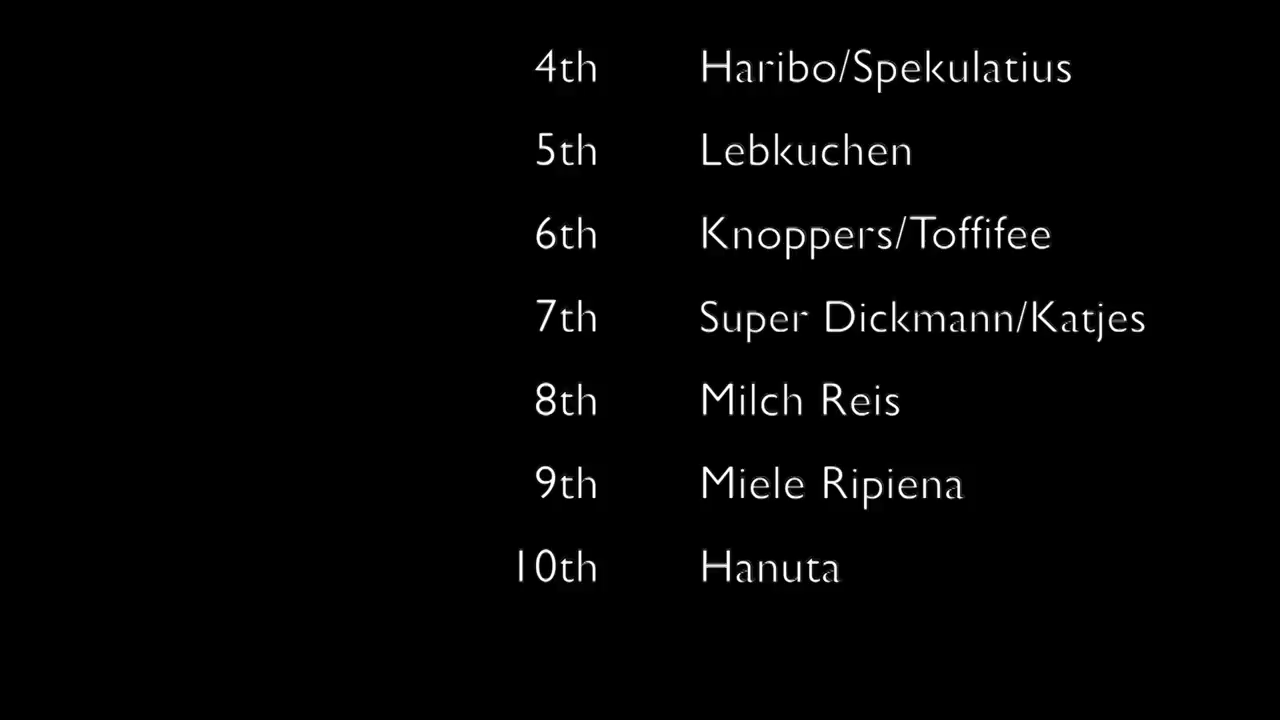 4th Haribo/Spekulatius
5th Lebkuchen
6th Knoppers/Toffifee
7th Super Dickmann/Katjes
8th Milch Reis
9th Miele Ripiena
10th Hanuta